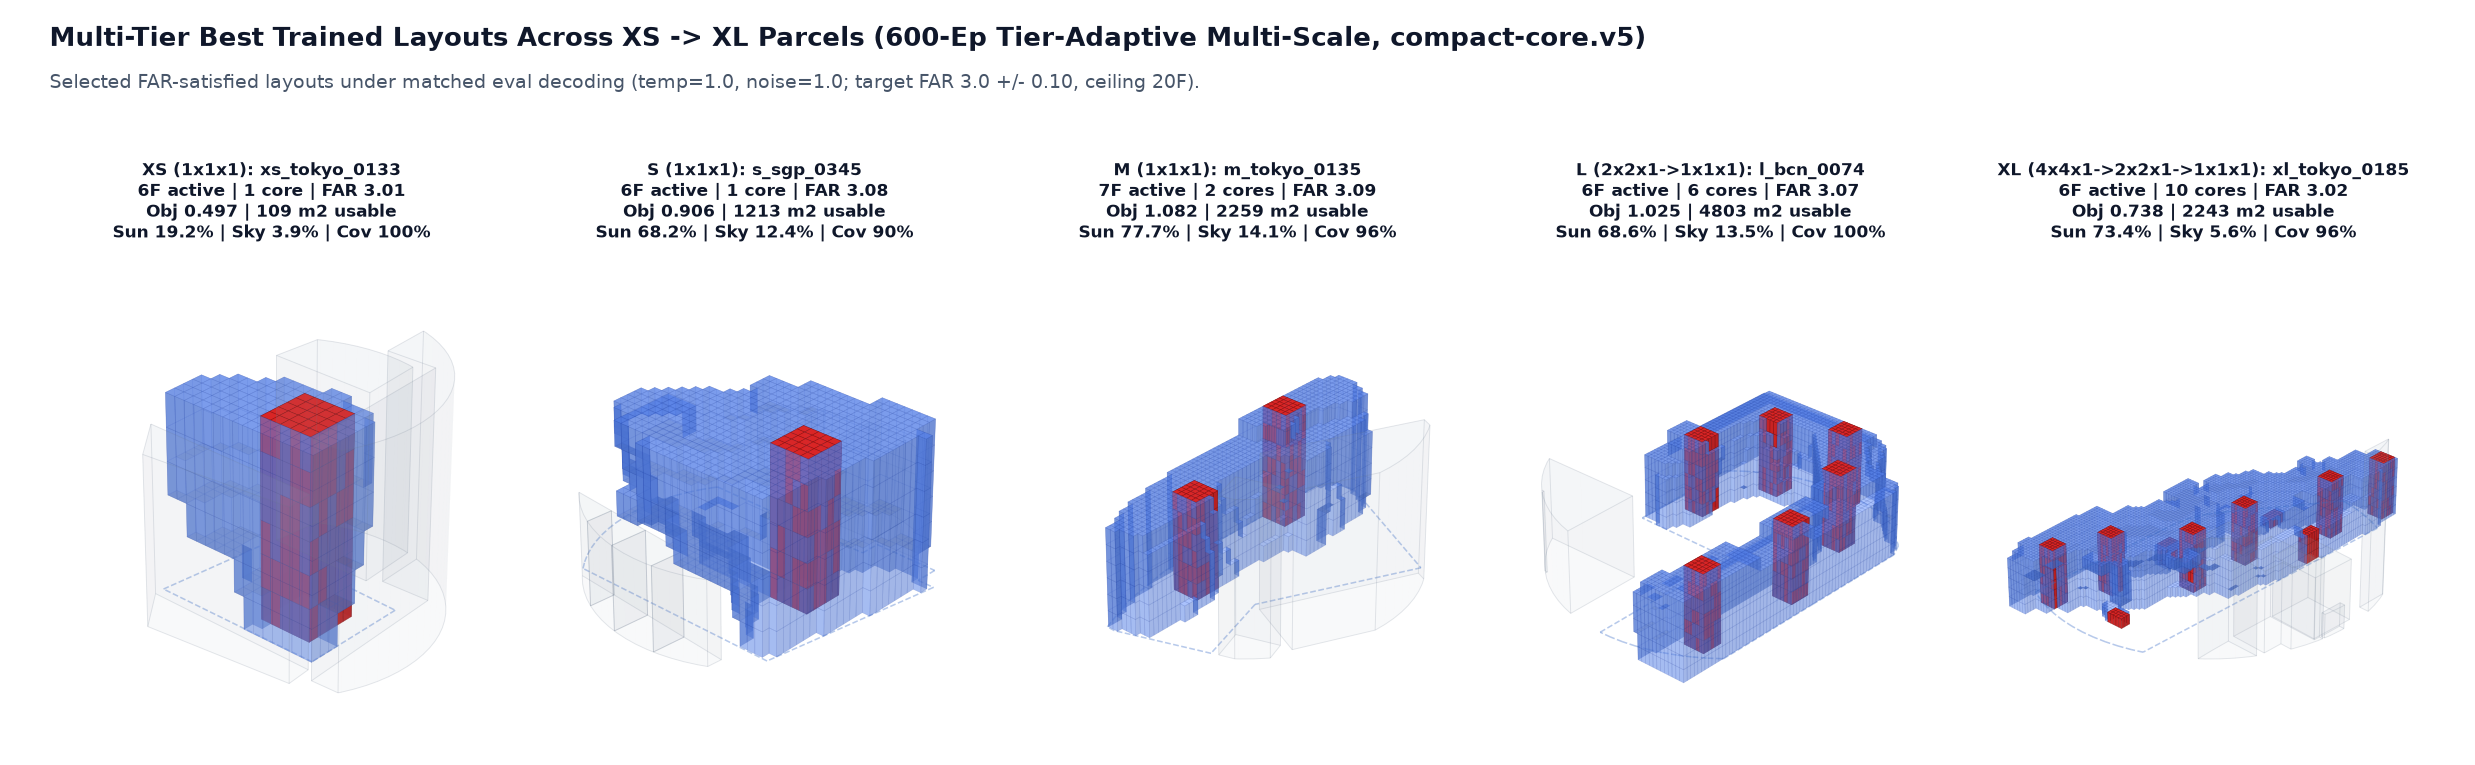 Multi-Tier Best Trained Layouts Across XS -> XL Parcels (600-Ep Tier-Adaptive Multi-Scale, compact-core.v5)
Selected FAR-satisfied layouts under matched eval decoding (temp=1.0, noise=1.0; target FAR 3.0 +/- 0.10, ceiling 20F).
XS (1x1x1): xs_tokyo_0133
6F active | 1 core | FAR 3.01
Obj 0.497 | 109 m2 usable
Sun 19.2% | Sky 3.9% | Cov 100%
S (1x1x1): s_sgp_0345
6F active | 1 core | FAR 3.08
Obj 0.906 | 1213 m2 usable
Sun 68.2% | Sky 12.4% | Cov 90%
M (1x1x1): m_tokyo_0135
7F active | 2 cores | FAR 3.09
Obj 1.082 | 2259 m2 usable
Sun 77.7% | Sky 14.1% | Cov 96%
L (2x2x1->1x1x1): l_bcn_0074
6F active | 6 cores | FAR 3.07
Obj 1.025 | 4803 m2 usable
Sun 68.6% | Sky 13.5% | Cov 100%
XL (4x4x1->2x2x1->1x1x1): xl_tokyo_0185
6F active | 10 cores | FAR 3.02
Obj 0.738 | 2243 m2 usable
Sun 73.4% | Sky 5.6% | Cov 96%